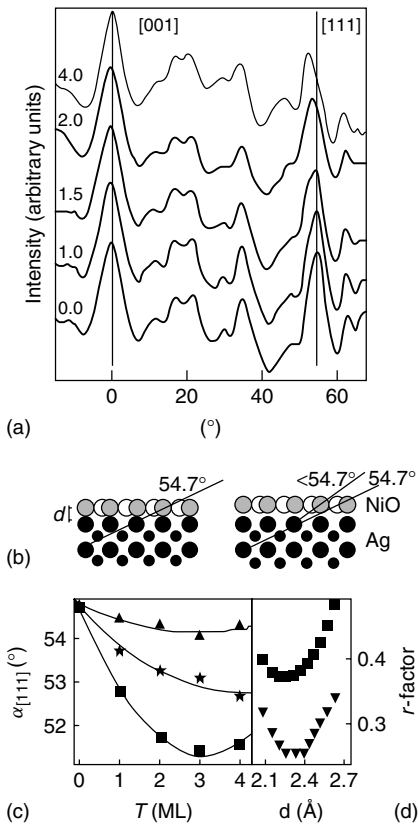 [001]
[111]
4.0
2.0
1.5
1.0
0.0
Intensity (arbitrary units)
0
20
40
60
(a)
(°)
54.7°
<54.7°
54.7°
d
NiO
Ag
(b)
α[111] (°)
54
53
52
0
1
2
3
4
T (ML)
(c)
0.4
0.3
r-factor
2.1
2.4
2.7
d (Å)
(d)